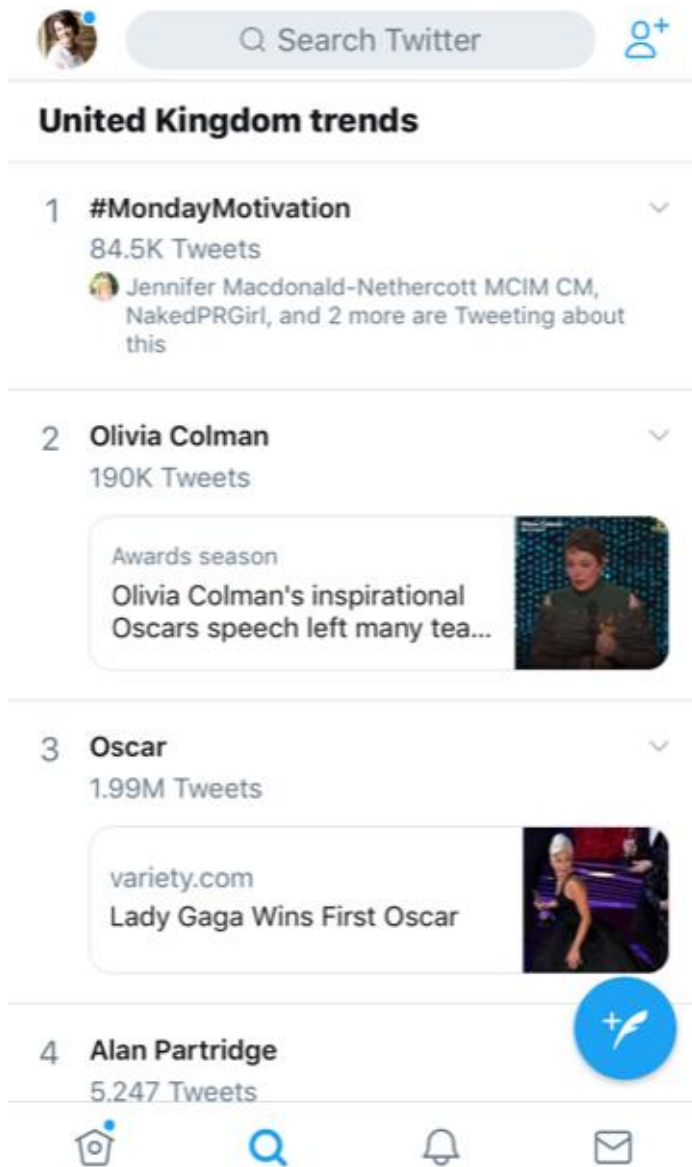 Search Twitter
United Kingdom trends
1 #MondayMotivation
84.5K Tweets
Jennifer Macdonald-Nethercott MCIM CM,
NakedPRGirl, and 2 more are Tweeting about
this
2 Olivia Colman
190K Tweets
Awards season
Olivia Colman's inspirational
Oscars speech left many tea...
3 Oscar
1.99M Tweets
variety.com
Lady Gaga Wins First Oscar
4 Alan Partridge
5,247 Tweets